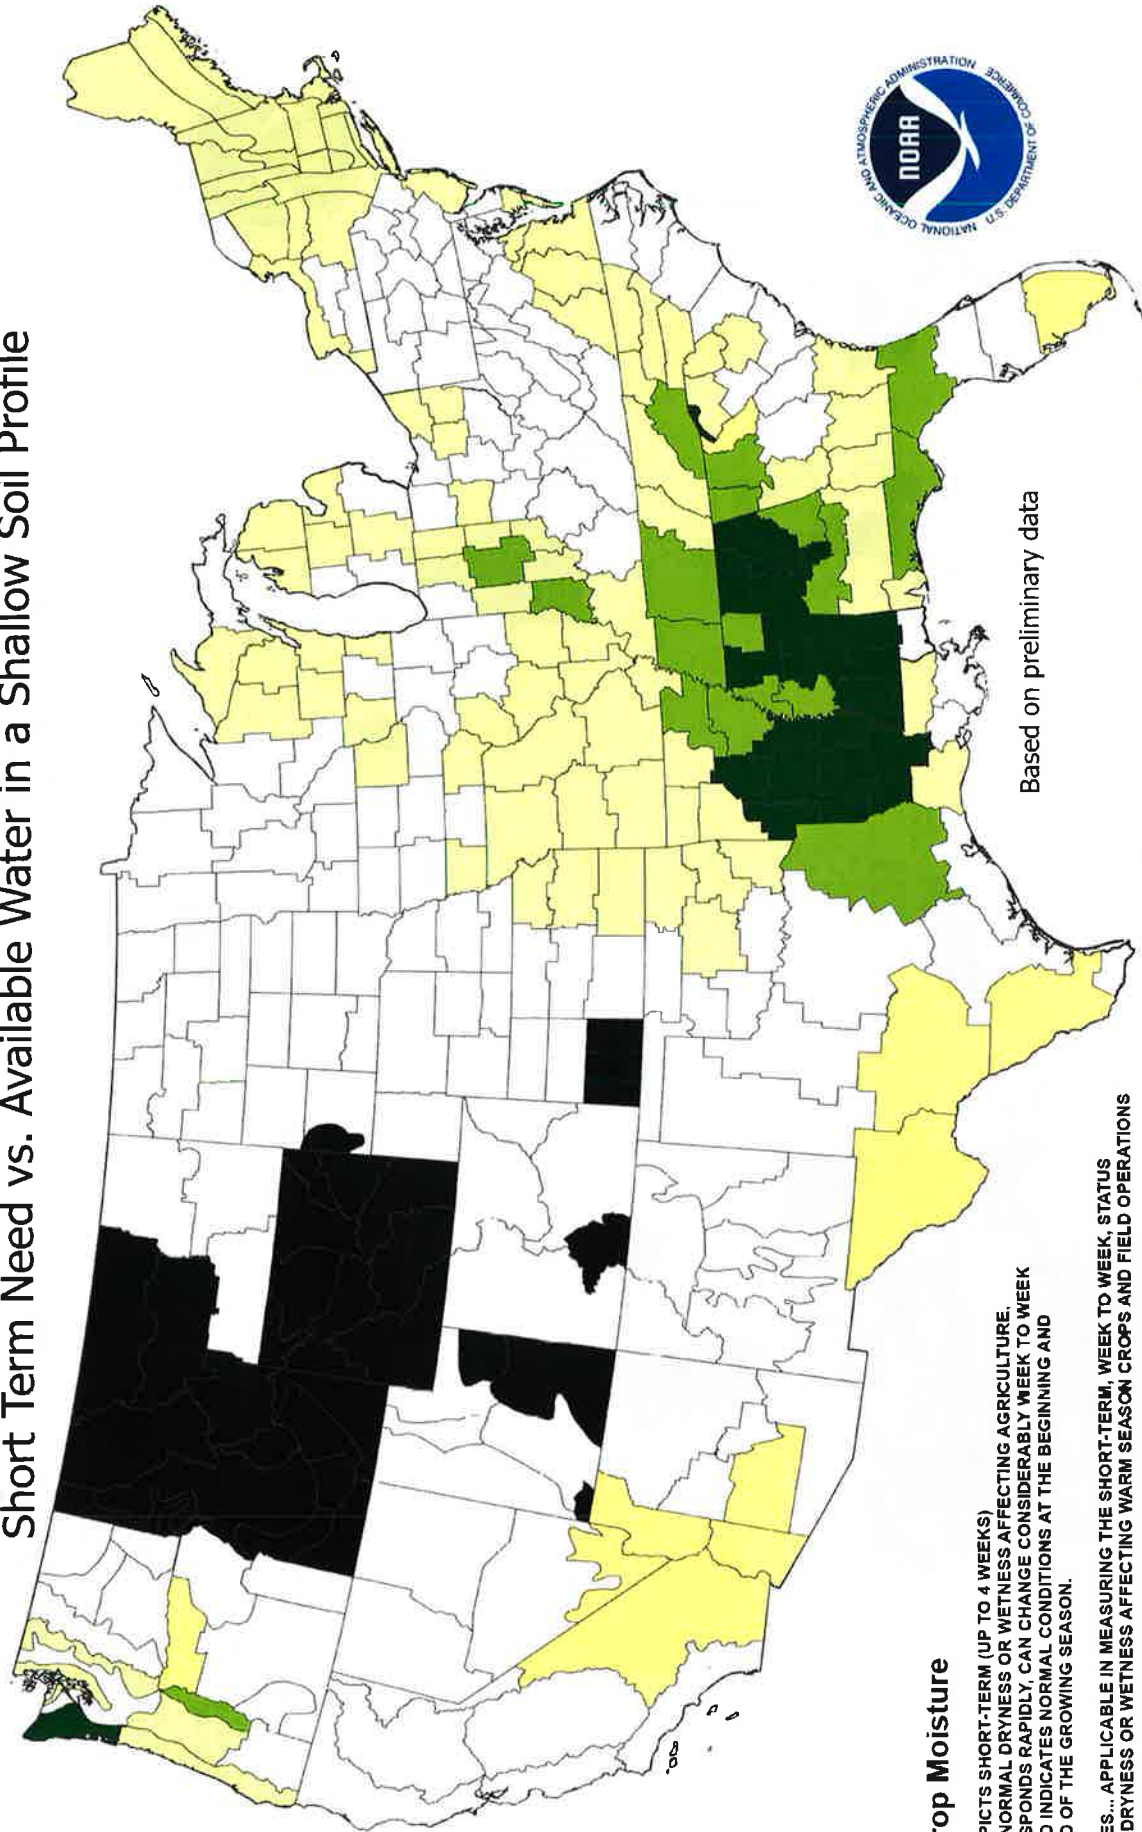 Short Term Need vs. Available Water in a Shallow Soil Profile
NATIONAL OCEANIC AND ATMOSPHERIC ADMINISTRATION
NOAA
U.S. DEPARTMENT OF COMMERCE
Based on preliminary data
rop Moisture
PICTS SHORT-TERM (UP TO 4 WEEKS)
NORMAL DRYNESS OR WETNESS AFFECTING AGRICULTURE.
SPONDS RAPIDLY, CAN CHANGE CONSIDERABLY WEEK TO WEEK
D INDICATES NORMAL CONDITIONS AT THE BEGINNING AND
D OF THE GROWING SEASON.
ES... APPLICABLE IN MEASURING THE SHORT-TERM, WEEK TO WEEK, STATUS
DRYNESS OR WETNESS AFFECTING WARM SEASON CROPS AND FIELD OPERATIONS